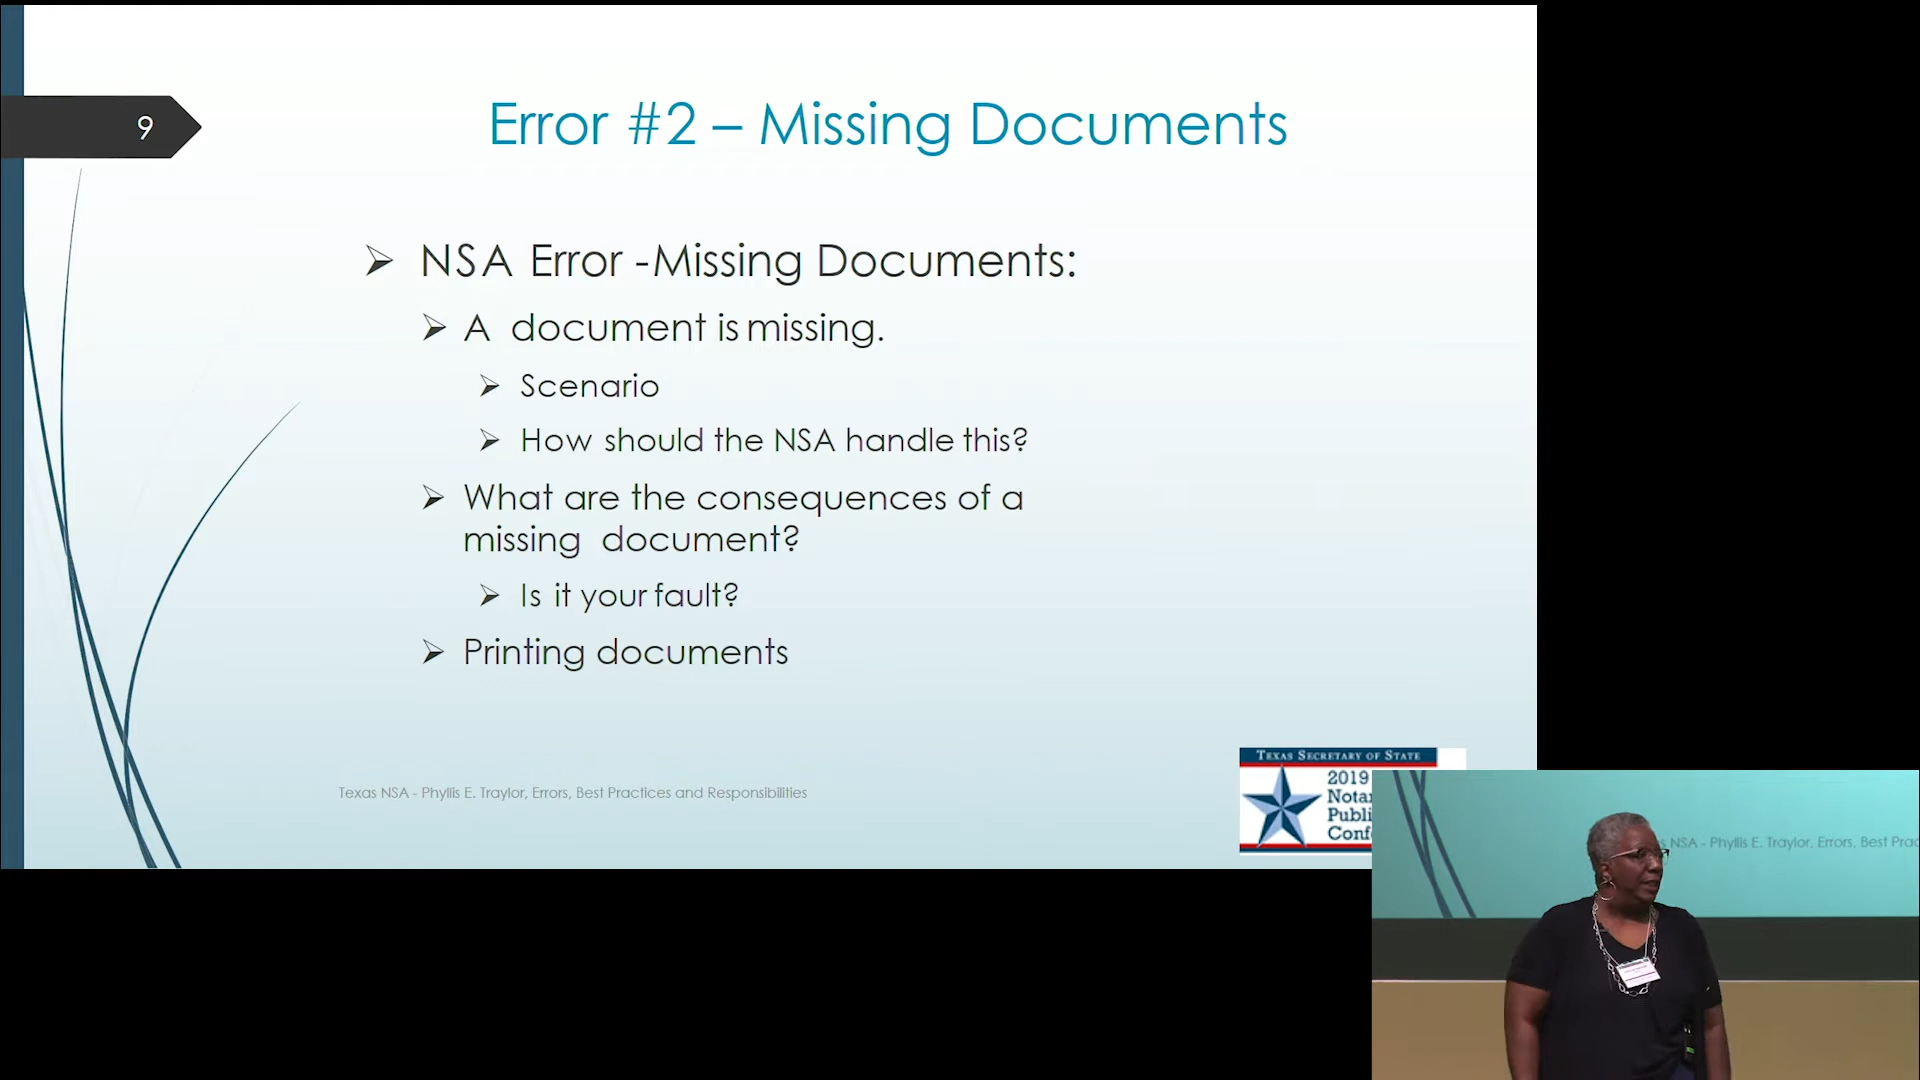 9
Error #2 – Missing Documents
➢ NSA Error -Missing Documents:
➢ A document is missing.
➢ Scenario
➢ How should the NSA handle this?
➢ What are the consequences of a
missing document?
➢ Is it your fault?
➢ Printing documents
Texas NSA - Phyllis E. Traylor, Errors, Best Practices and Responsibilities
TEXAS SECRETARY OF STATE
2019
Nota
Publi
Conf
NSA - Phyllis E. Traylor, Errors, Best Prac